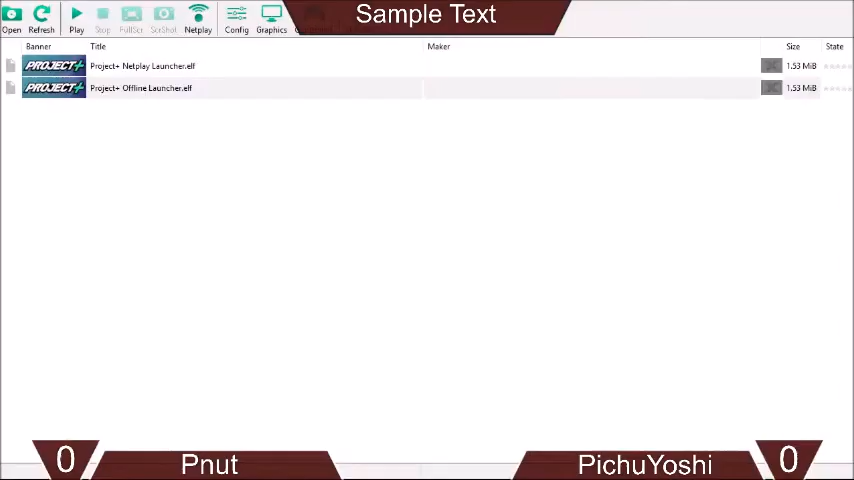 Sample Text
Open Refresh Play Stop FullScr ScrShot Netplay Config Graphics
Banner Title Maker Size State
PROJECT+ Project+ Netplay Launcher.elf 1.53 MiB
PROJECT+ Project+ Offline Launcher.elf 1.53 MiB
0 Pnut PichuYoshi 0